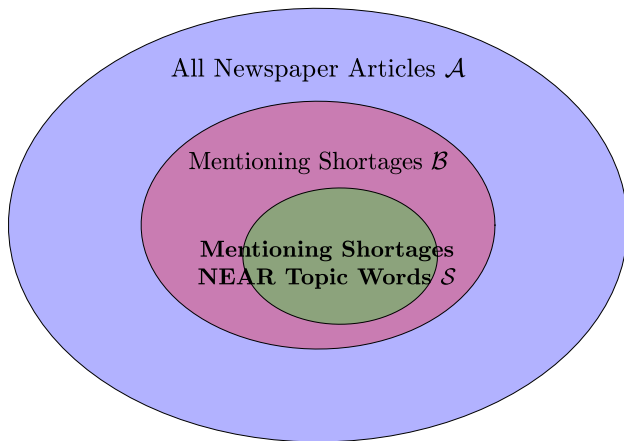 All Newspaper Articles 𝒜
Mentioning Shortages ℬ
Mentioning Shortages
NEAR Topic Words 𝒮